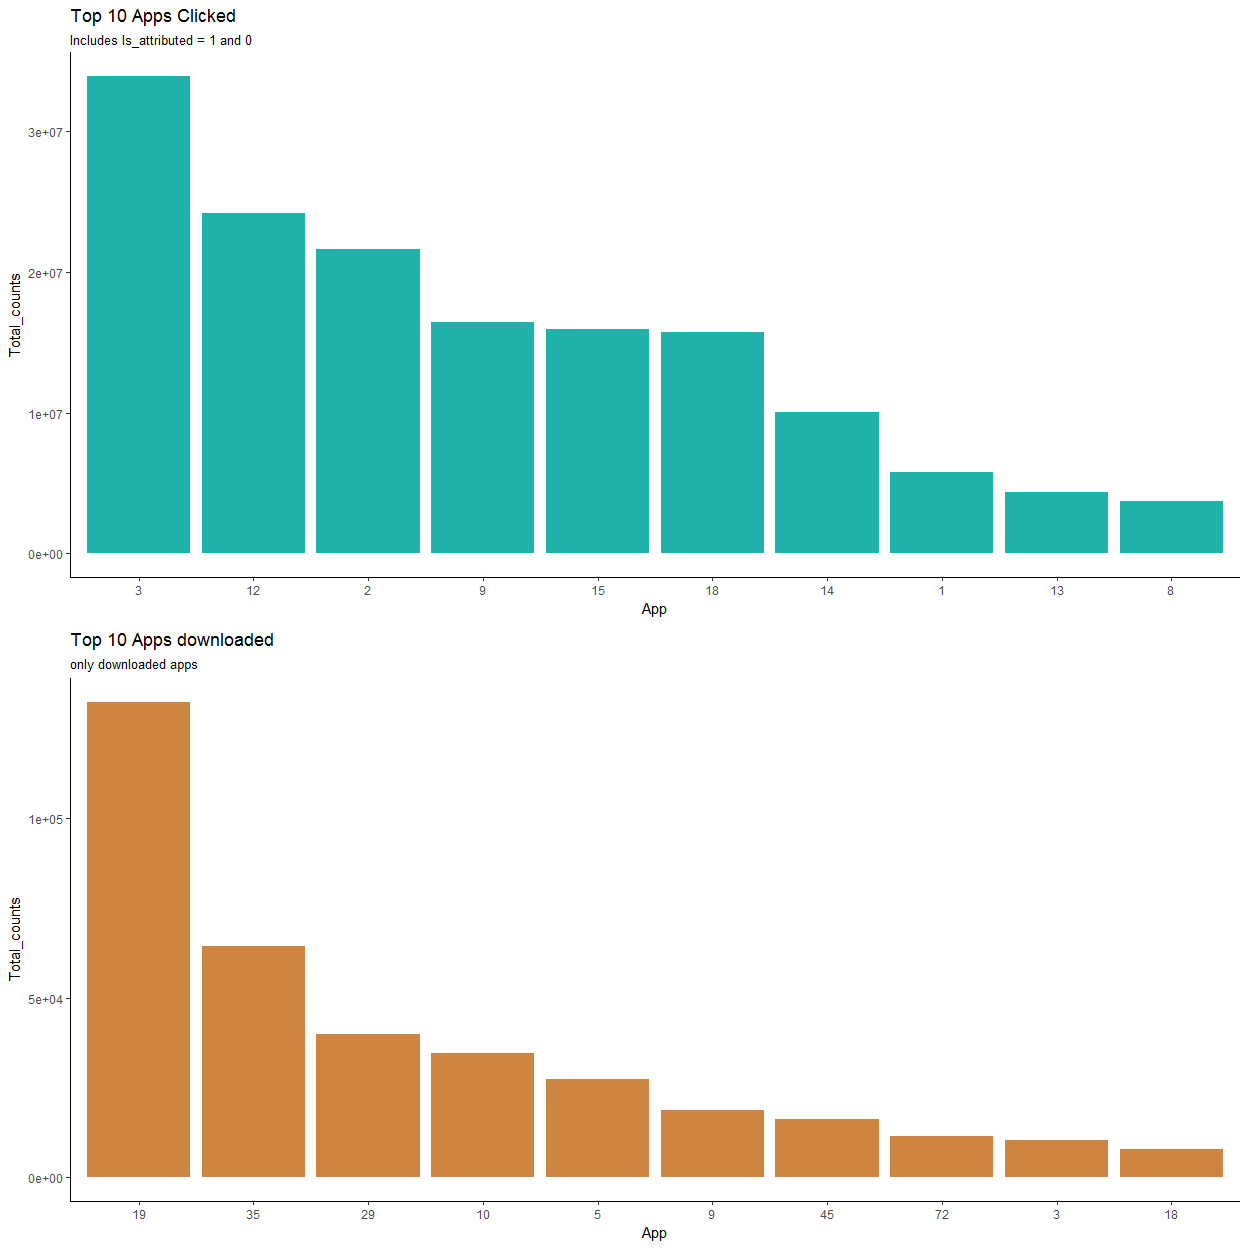 Top 10 Apps Clicked
Includes Is_attributed = 1 and 0
Total_counts
3e+07
2e+07
1e+07
0e+00
3 12 2 9 15 18 14 1 13 8
App
Top 10 Apps downloaded
only downloaded apps
Total_counts
1e+05
5e+04
0e+00
19 35 29 10 5 9 45 72 3 18
App